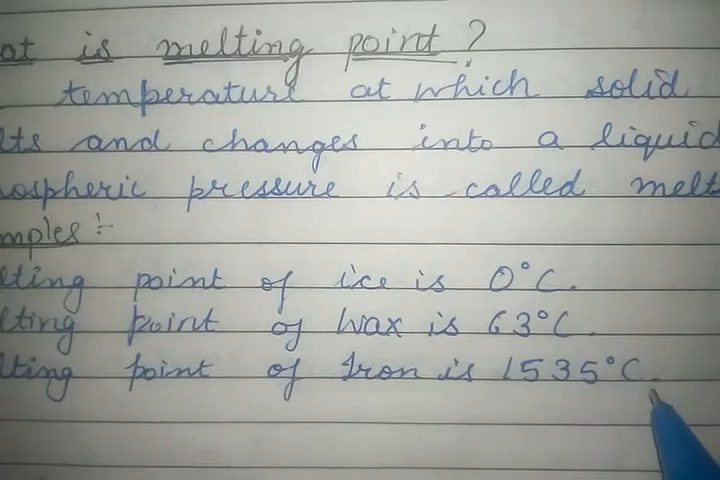 at is melting point?
temperature at which solid
lts and changes into a liquid
ospheric pressure is called melt
mples :-
lting point of ice is 0°C.
lting point of wax is 63°C.
lting point of Iron is 1535°C.